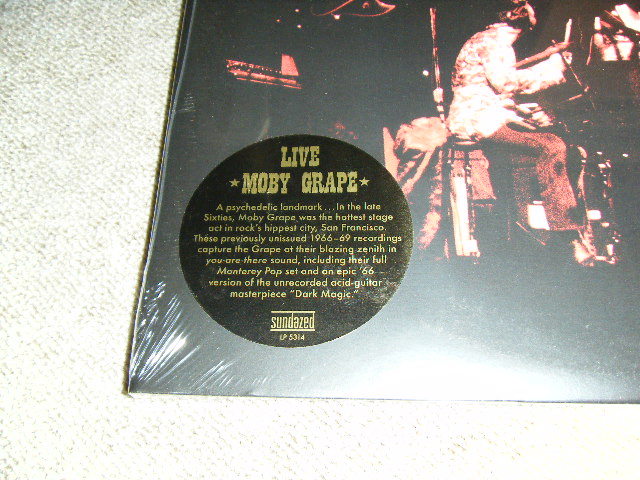 LIVE
★MOBY GRAPE★
A psychedelic landmark... In the late
Sixties, Moby Grape was the hottest stage
act in rock's hippest city, San Francisco.
These previously unissued 1966–69 recordings
capture the Grape at their blazing zenith in
you-are-there sound, including their full
Monterey Pop set and an epic '66
version of the unrecorded acid-guitar
masterpiece "Dark Magic."
sundazed
LP 5314